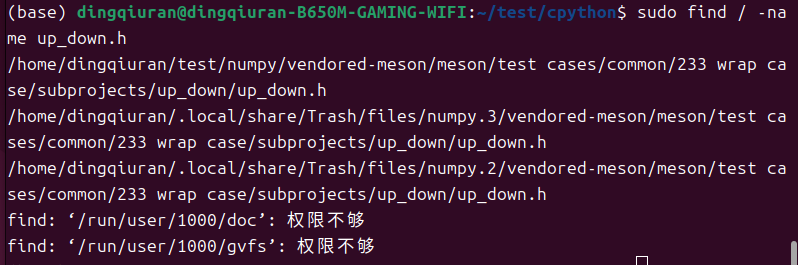 (base) dingqiuran@dingqiuran-B650M-GAMING-WIFI:~/test/cpython$ sudo find / -na
me up_down.h
/home/dingqiuran/test/numpy/vendored-meson/meson/test cases/common/233 wrap ca
se/subprojects/up_down/up_down.h
/home/dingqiuran/.local/share/Trash/files/numpy.3/vendored-meson/meson/test ca
ses/common/233 wrap case/subprojects/up_down/up_down.h
/home/dingqiuran/.local/share/Trash/files/numpy.2/vendored-meson/meson/test ca
ses/common/233 wrap case/subprojects/up_down/up_down.h
find: ‘/run/user/1000/doc’: 权限不够
find: ‘/run/user/1000/gvfs’: 权限不够